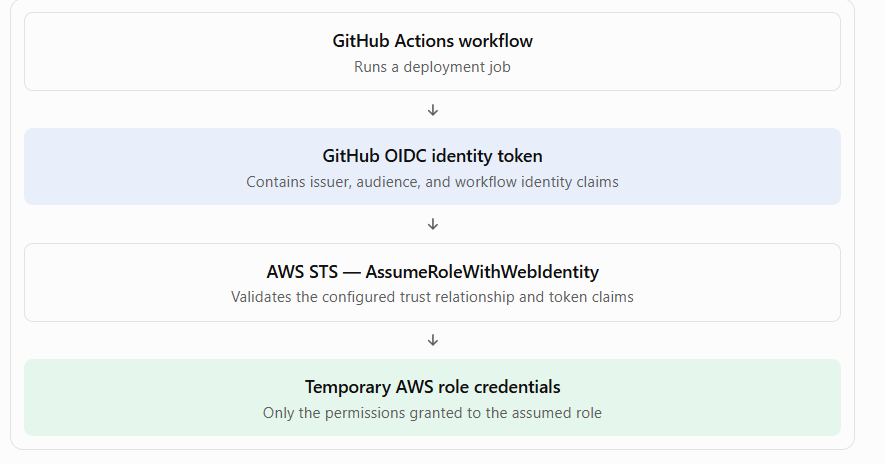 GitHub Actions workflow
Runs a deployment job
↓
GitHub OIDC identity token
Contains issuer, audience, and workflow identity claims
↓
AWS STS — AssumeRoleWithWebIdentity
Validates the configured trust relationship and token claims
↓
Temporary AWS role credentials
Only the permissions granted to the assumed role